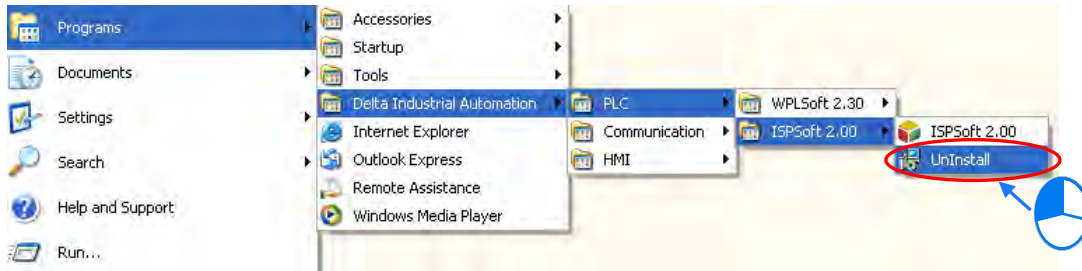 Programs
Documents
Settings
Search
Help and Support
Run...
Accessories
Startup
Tools
Delta Industrial Automation
Internet Explorer
Outlook Express
Remote Assistance
Windows Media Player
PLC
Communication
HMI
WPLSoft 2.30
ISPSoft 2.00
ISPSoft 2.00
UnInstall